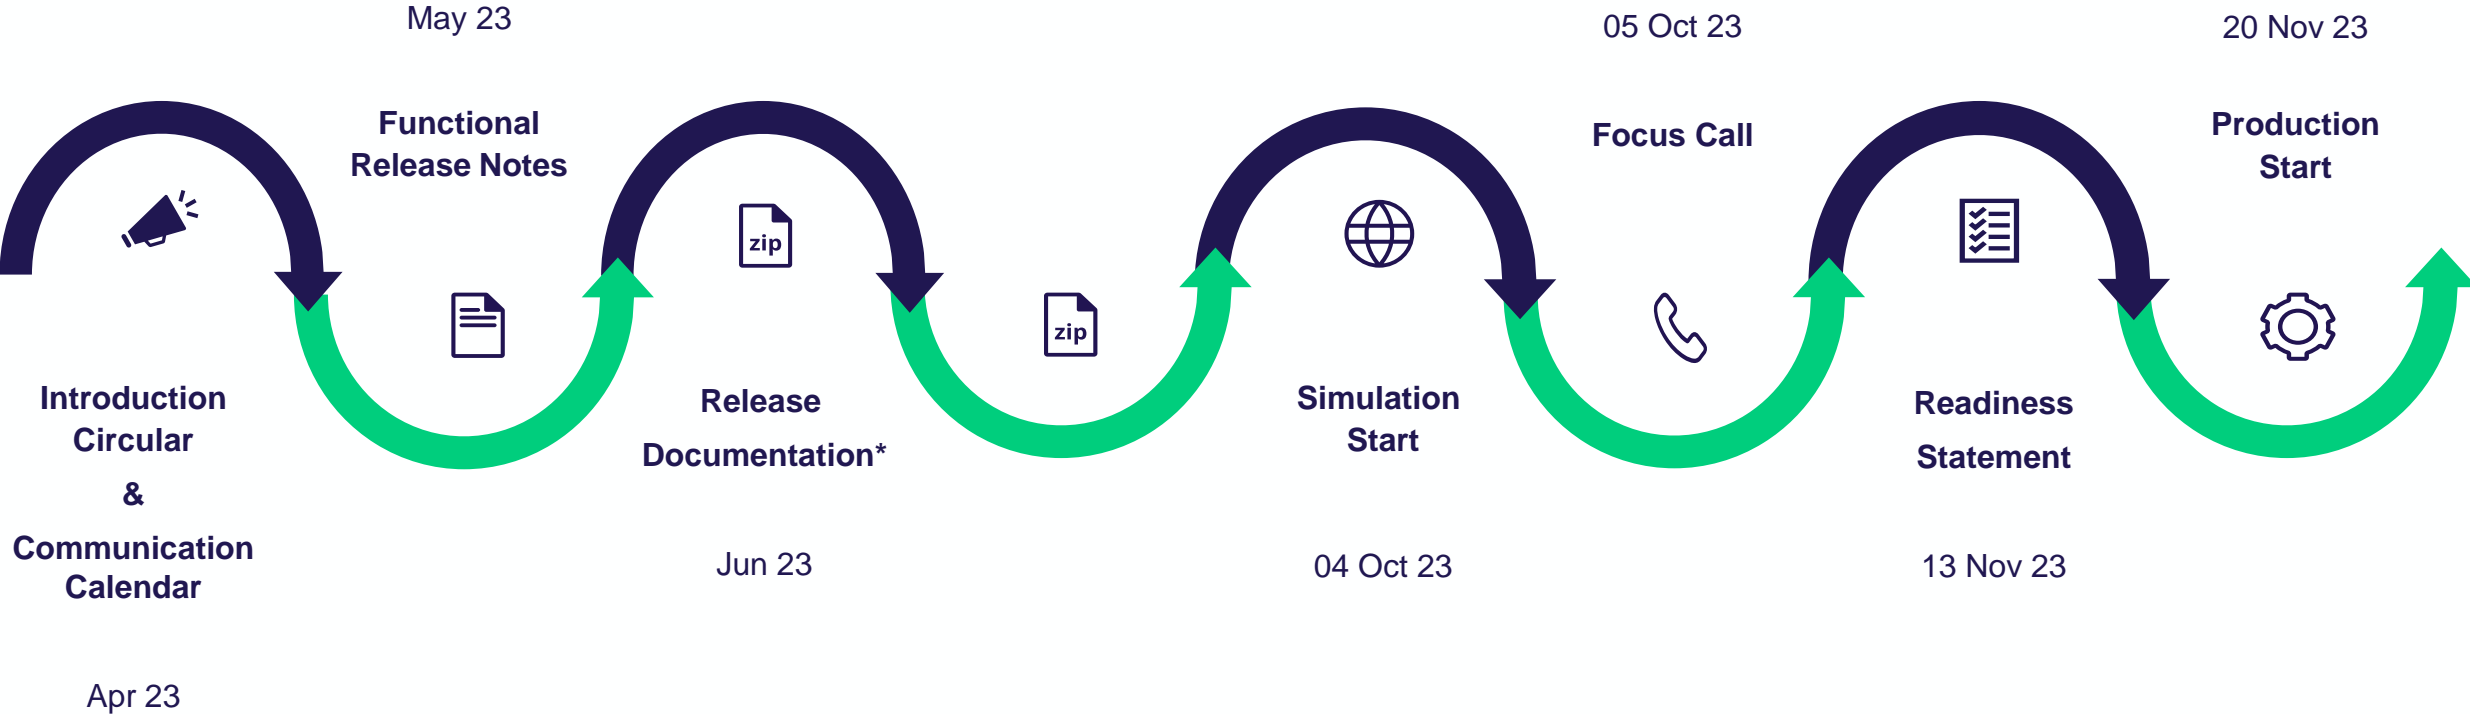 Introduction
Circular
&
Communication
Calendar
Apr 23
May 23
Functional
Release Notes
zip
Release
Documentation*
Jun 23
zip
Simulation
Start
04 Oct 23
05 Oct 23
Focus Call
Readiness
Statement
13 Nov 23
20 Nov 23
Production
Start